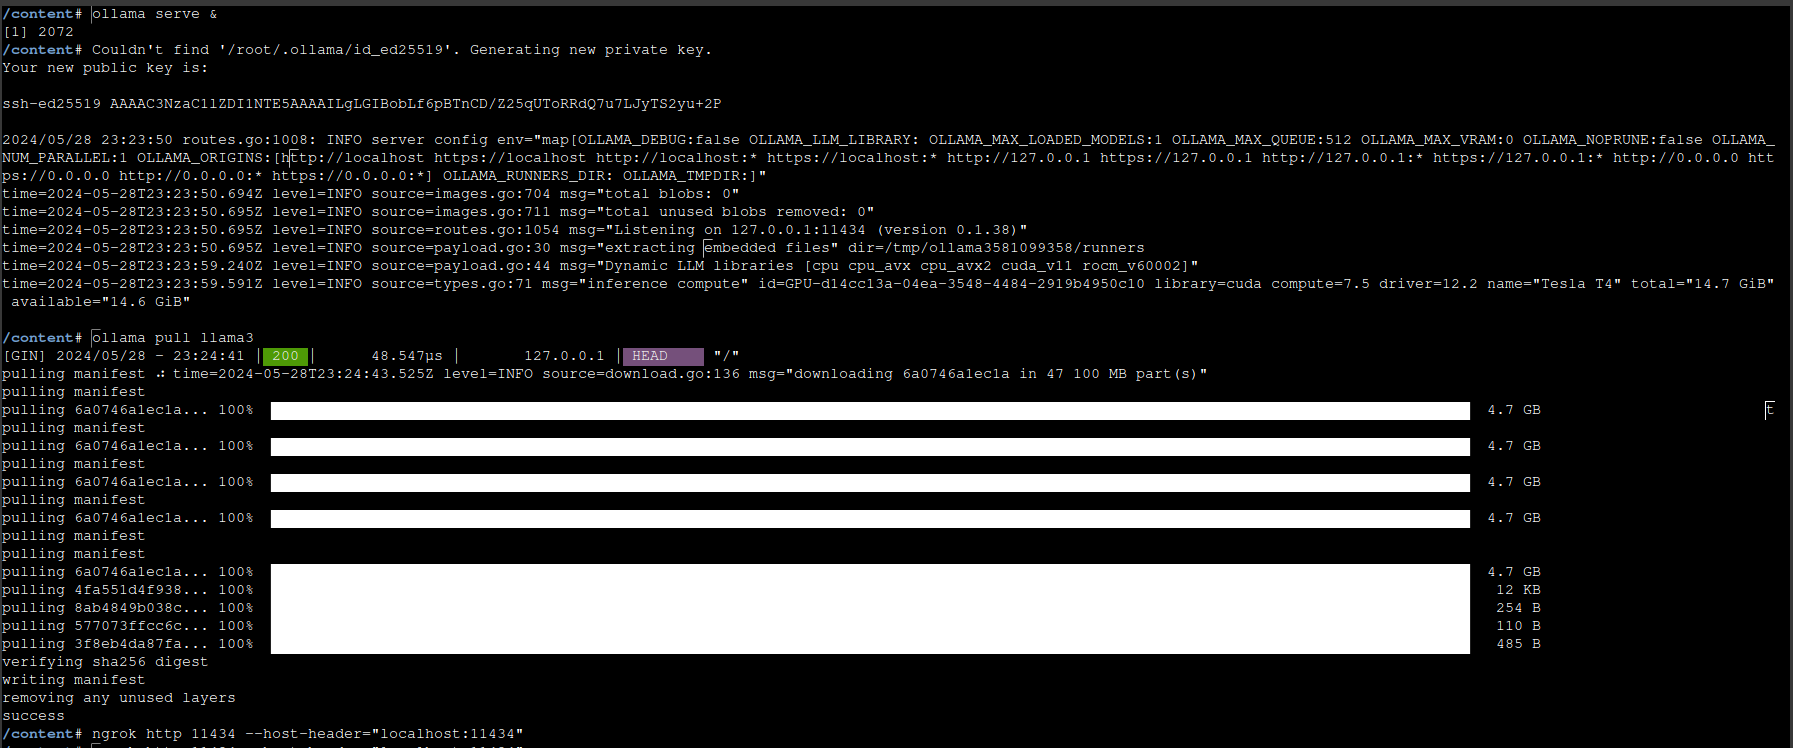 /content# ollama serve &
[1] 2072
/content# Couldn't find '/root/.ollama/id_ed25519'. Generating new private key.
Your new public key is:
ssh-ed25519 AAAAC3NzaC1lZDI1NTE5AAAAILgLGIBobLf6pBTnCD/Z25qUToRRdQ7u7LJyTS2yu+2P
2024/05/28 23:23:50 routes.go:1008: INFO server config env="map[OLLAMA_DEBUG:false OLLAMA_LLM_LIBRARY: OLLAMA_MAX_LOADED_MODELS:1 OLLAMA_MAX_QUEUE:512 OLLAMA_MAX_VRAM:0 OLLAMA_NOPRUNE:false OLLAMA_
NUM_PARALLEL:1 OLLAMA_ORIGINS:[http://localhost https://localhost http://localhost:* https://localhost:* http://127.0.0.1 https://127.0.0.1 http://127.0.0.1:* https://127.0.0.1:* http://0.0.0.0 htt
ps://0.0.0.0 http://0.0.0.0:* https://0.0.0.0:*] OLLAMA_RUNNERS_DIR: OLLAMA_TMPDIR:]"
time=2024-05-28T23:23:50.694Z level=INFO source=images.go:704 msg="total blobs: 0"
time=2024-05-28T23:23:50.695Z level=INFO source=images.go:711 msg="total unused blobs removed: 0"
time=2024-05-28T23:23:50.695Z level=INFO source=routes.go:1054 msg="Listening on 127.0.0.1:11434 (version 0.1.38)"
time=2024-05-28T23:23:50.695Z level=INFO source=payload.go:30 msg="extracting embedded files" dir=/tmp/ollama3581099358/runners
time=2024-05-28T23:23:59.240Z level=INFO source=payload.go:44 msg="Dynamic LLM libraries [cpu cpu_avx cpu_avx2 cuda_v11 rocm_v60002]"
time=2024-05-28T23:23:59.591Z level=INFO source=types.go:71 msg="inference compute" id=GPU-d14cc13a-04ea-3548-4484-2919b4950c10 library=cuda compute=7.5 driver=12.2 name="Tesla T4" total="14.7 GiB"
available="14.6 GiB"
/content# ollama pull llama3
[GIN] 2024/05/28 - 23:24:41 | 200 | 48.547µs | 127.0.0.1 | HEAD "/"
pulling manifest ⠴ time=2024-05-28T23:24:43.525Z level=INFO source=download.go:136 msg="downloading 6a0746a1ec1a in 47 100 MB part(s)"
pulling manifest
pulling 6a0746a1ec1a... 100% 4.7 GB t
pulling manifest
pulling 6a0746a1ec1a... 100% 4.7 GB
pulling manifest
pulling 6a0746a1ec1a... 100% 4.7 GB
pulling manifest
pulling 6a0746a1ec1a... 100% 4.7 GB
pulling manifest
pulling manifest
pulling 6a0746a1ec1a... 100% 4.7 GB
pulling 4fa551d4f938... 100% 12 KB
pulling 8ab4849b038c... 100% 254 B
pulling 577073ffcc6c... 100% 110 B
pulling 3f8eb4da87fa... 100% 485 B
verifying sha256 digest
writing manifest
removing any unused layers
success
/content# ngrok http 11434 --host-header="localhost:11434"